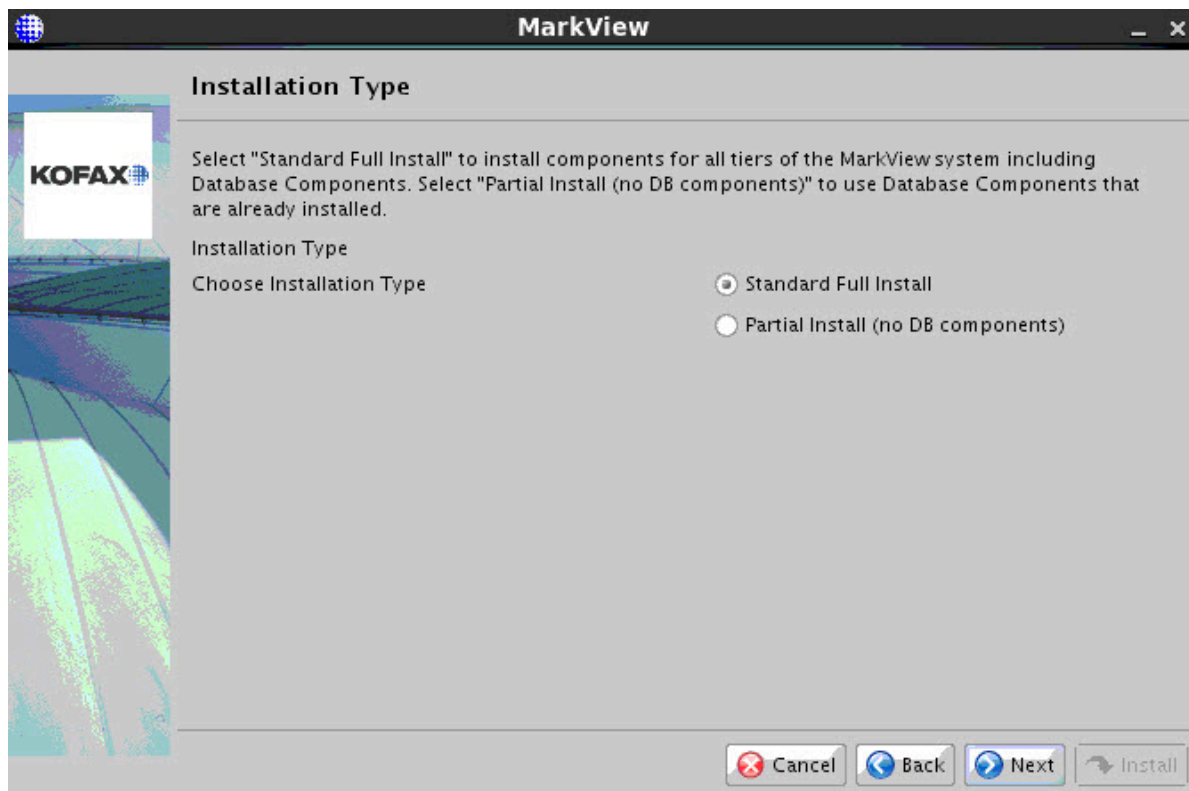 MarkView
Installation Type
KOFAX
Select "Standard Full Install" to install components for all tiers of the MarkView system including
Database Components. Select "Partial Install (no DB components)" to use Database Components that
are already installed.
Installation Type
Choose Installation Type
Standard Full Install
Partial Install (no DB components)
Cancel
Back
Next
Install